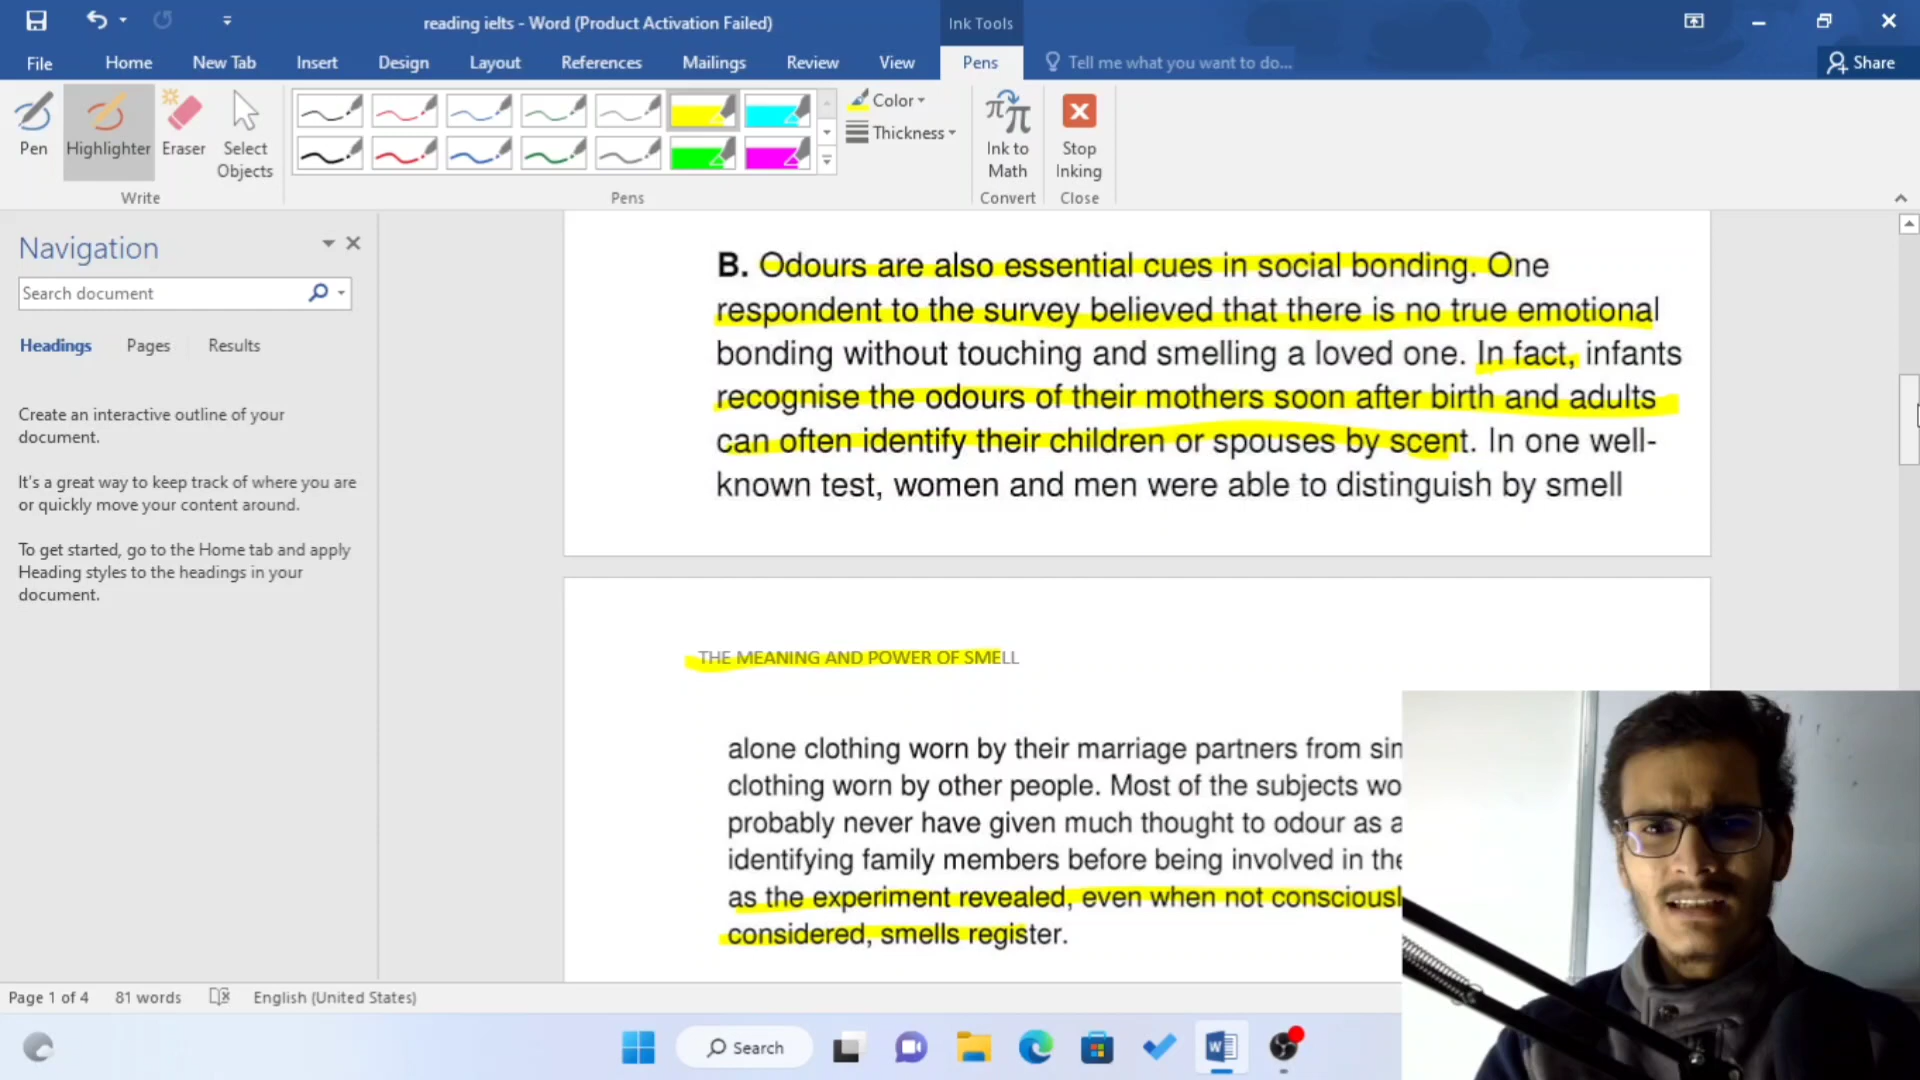 reading ielts - Word (Product Activation Failed)
Ink Tools
File
Home
New Tab
Insert
Design
Layout
References
Mailings
Review
View
Pens
Tell me what you want to do...
Share
Pen
Highlighter
Eraser
Select
Objects
Color
Thickness
Ink to
Math
Stop
Inking
Write
Pens
Convert
Close
Navigation
Search document
Headings
Pages
Results
Create an interactive outline of your
document.
It's a great way to keep track of where you are
or quickly move your content around.
To get started, go to the Home tab and apply
Heading styles to the headings in your
document.
B. Odours are also essential cues in social bonding. One
respondent to the survey believed that there is no true emotional
bonding without touching and smelling a loved one. In fact, infants
recognise the odours of their mothers soon after birth and adults
can often identify their children or spouses by scent. In one well-
known test, women and men were able to distinguish by smell
THE MEANING AND POWER OF SMELL
alone clothing worn by their marriage partners from sim
clothing worn by other people. Most of the subjects wo
probably never have given much thought to odour as a
identifying family members before being involved in the
as the experiment revealed, even when not consciousl
considered, smells register.
Page 1 of 4
81 words
English (United States)
Search